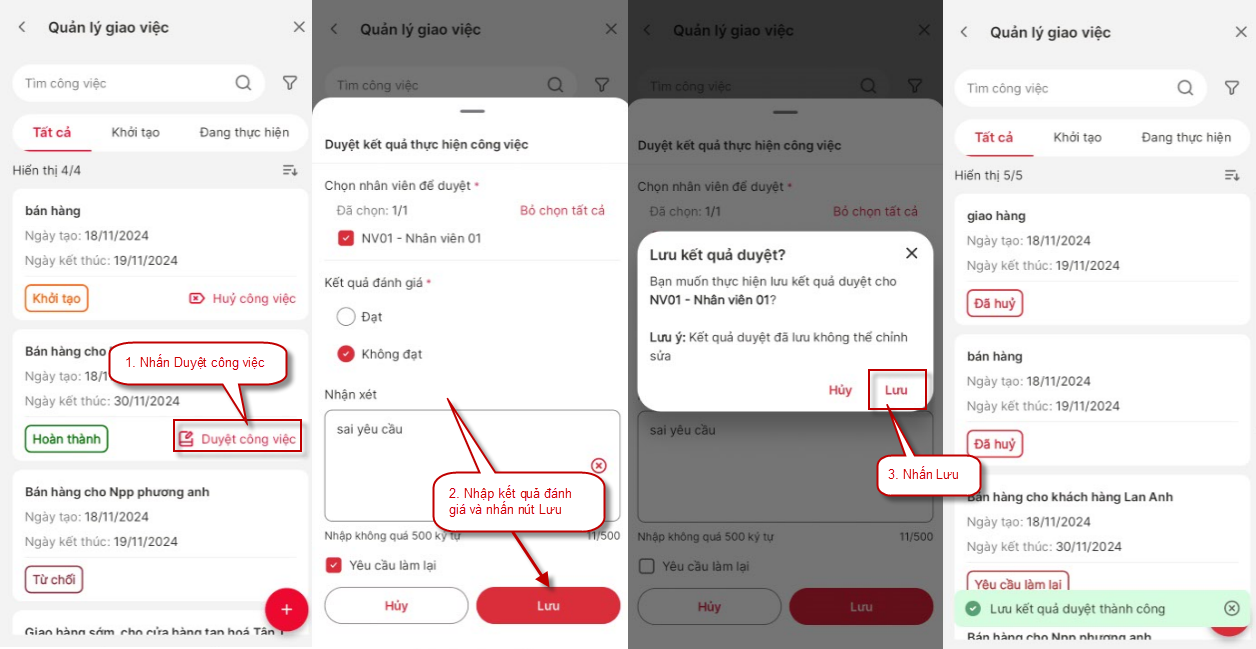 Quản lý giao việc
Tìm công việc
Tất cả
Khởi tạo
Đang thực hiện
Hiển thị 4/4
bán hàng
Ngày tạo: 18/11/2024
Ngày kết thúc: 19/11/2024
Khởi tạo
Huỷ công việc
Bán hàng cho
1. Nhấn Duyệt công việc
Ngày tạo: 18/1
Ngày kết thúc: 30/11/2024
Hoàn thành
Duyệt công việc
Bán hàng cho Npp phương anh
Ngày tạo: 18/11/2024
Ngày kết thúc: 19/11/2024
Từ chối
+
Giao hàng sớm, cho cửa hàng tạp hoá Tân 1
Quản lý giao việc
Tìm công việc
Duyệt kết quả thực hiện công việc
Chọn nhân viên để duyệt *
Đã chọn: 1/1
Bỏ chọn tất cả
NV01 - Nhân viên 01
Kết quả đánh giá *
Đạt
Không đạt
Nhận xét
sai yêu cầu
2. Nhập kết quả đánh
giá và nhấn nút Lưu
Nhập không quá 500 ký tự
11/500
Yêu cầu làm lại
Hủy
Lưu
Quản lý giao việc
Tìm công việc
Duyệt kết quả thực hiện công việc
Chọn nhân viên để duyệt *
Đã chọn: 1/1
Bỏ chọn tất cả
Lưu kết quả duyệt?
Bạn muốn thực hiện lưu kết quả duyệt cho
NV01 - Nhân viên 01?
Lưu ý: Kết quả duyệt đã lưu không thể chỉnh
sửa
Hủy
Lưu
sai yêu cầu
3. Nhấn Lưu
Nhập không quá 500 ký tự
11/500
Yêu cầu làm lại
Hủy
Lưu
Quản lý giao việc
Tìm công việc
Tất cả
Khởi tạo
Đang thực hiện
Hiển thị 5/5
giao hàng
Ngày tạo: 18/11/2024
Ngày kết thúc: 19/11/2024
Đã huỷ
bán hàng
Ngày tạo: 18/11/2024
Ngày kết thúc: 19/11/2024
Đã huỷ
Bán hàng cho khách hàng Lan Anh
Ngày tạo: 18/11/2024
Ngày kết thúc: 30/11/2024
Yêu cầu làm lại
Lưu kết quả duyệt thành công
Bán hàng cho Npp phương anh